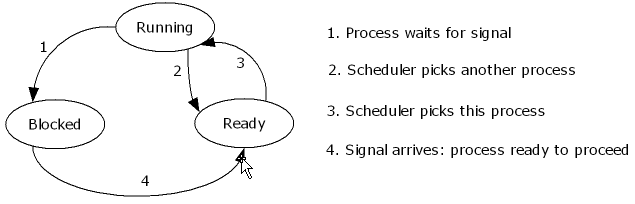 Running
1
2
3
Blocked
Ready
4
1. Process waits for signal
2. Scheduler picks another process
3. Scheduler picks this process
4. Signal arrives: process ready to proceed